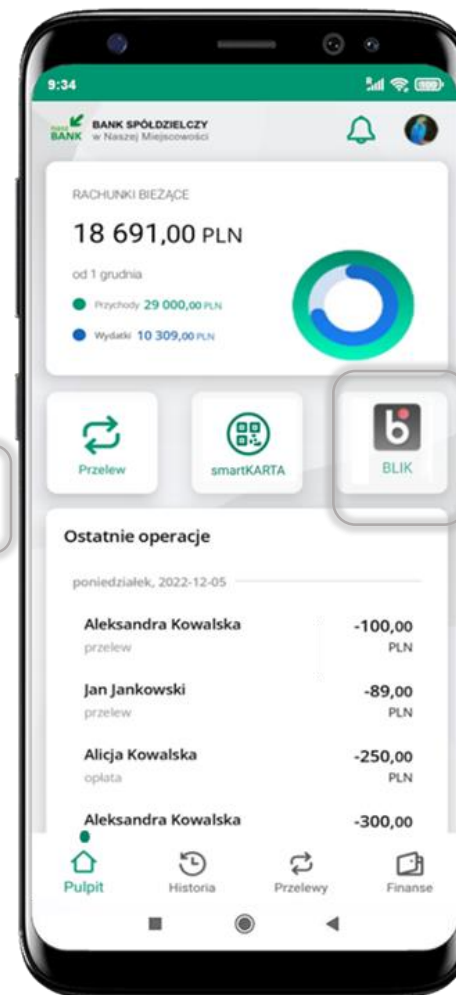 9:34
nasz BANK
BANK SPÓŁDZIELCZY
w Naszej Miejscowości
RACHUNKI BIEŻĄCE
18 691,00 PLN
od 1 grudnia
Przychody 29 000,00 PLN
Wydatki 10 309,00 PLN
Przelew
smartKARTA
BLIK
Ostatnie operacje
poniedziałek, 2022-12-05
Aleksandra Kowalska -100,00
przelew PLN
Jan Jankowski -89,00
przelew PLN
Alicja Kowalska -250,00
opłata PLN
Aleksandra Kowalska -300,00
Pulpit Historia Przelewy Finanse